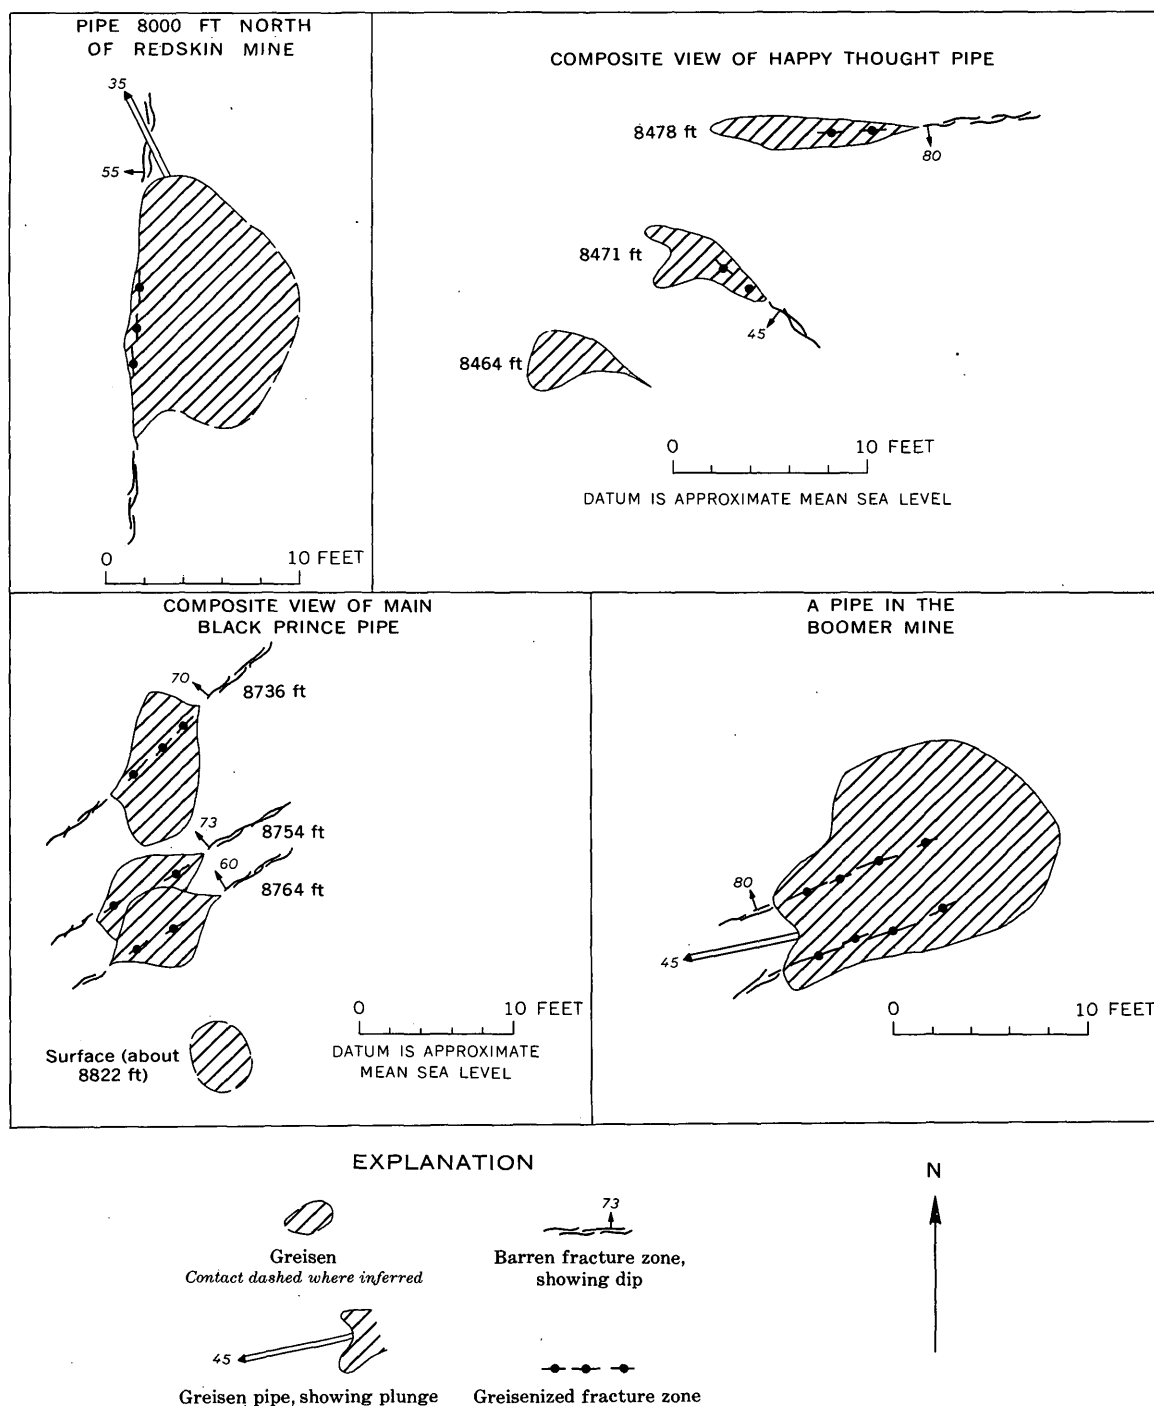 PIPE 8000 FT NORTH
OF REDSKIN MINE
35
55
0 10 FEET
COMPOSITE VIEW OF HAPPY THOUGHT PIPE
8478 ft
80
8471 ft
45
8464 ft
0 10 FEET
DATUM IS APPROXIMATE MEAN SEA LEVEL
COMPOSITE VIEW OF MAIN
BLACK PRINCE PIPE
70
8736 ft
73
8754 ft
60
8764 ft
0 10 FEET
DATUM IS APPROXIMATE
MEAN SEA LEVEL
Surface (about
8822 ft)
A PIPE IN THE
BOOMER MINE
80
45
0 10 FEET
EXPLANATION
Greisen
Contact dashed where inferred
73
Barren fracture zone,
showing dip
45
Greisen pipe, showing plunge
Greisenized fracture zone
N